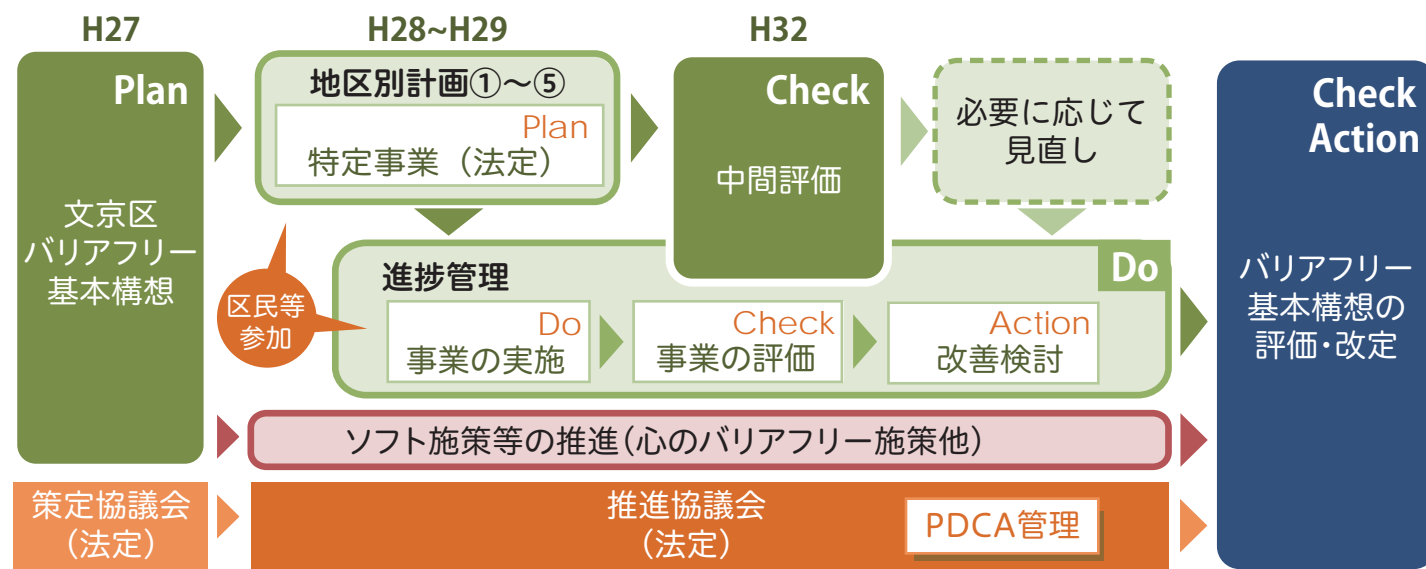 H27
H28~H29
H32
Plan
文京区
バリアフリー
基本構想
地区別計画①～⑤
Plan
特定事業（法定）
Check
中間評価
必要に応じて
見直し
Check
Action
バリアフリー
基本構想の
評価･改定
区民等
参加
進捗管理
Do
Do
事業の実施
Check
事業の評価
Action
改善検討
ソフト施策等の推進（心のバリアフリー施策他）
策定協議会
（法定）
推進協議会
（法定）
PDCA管理